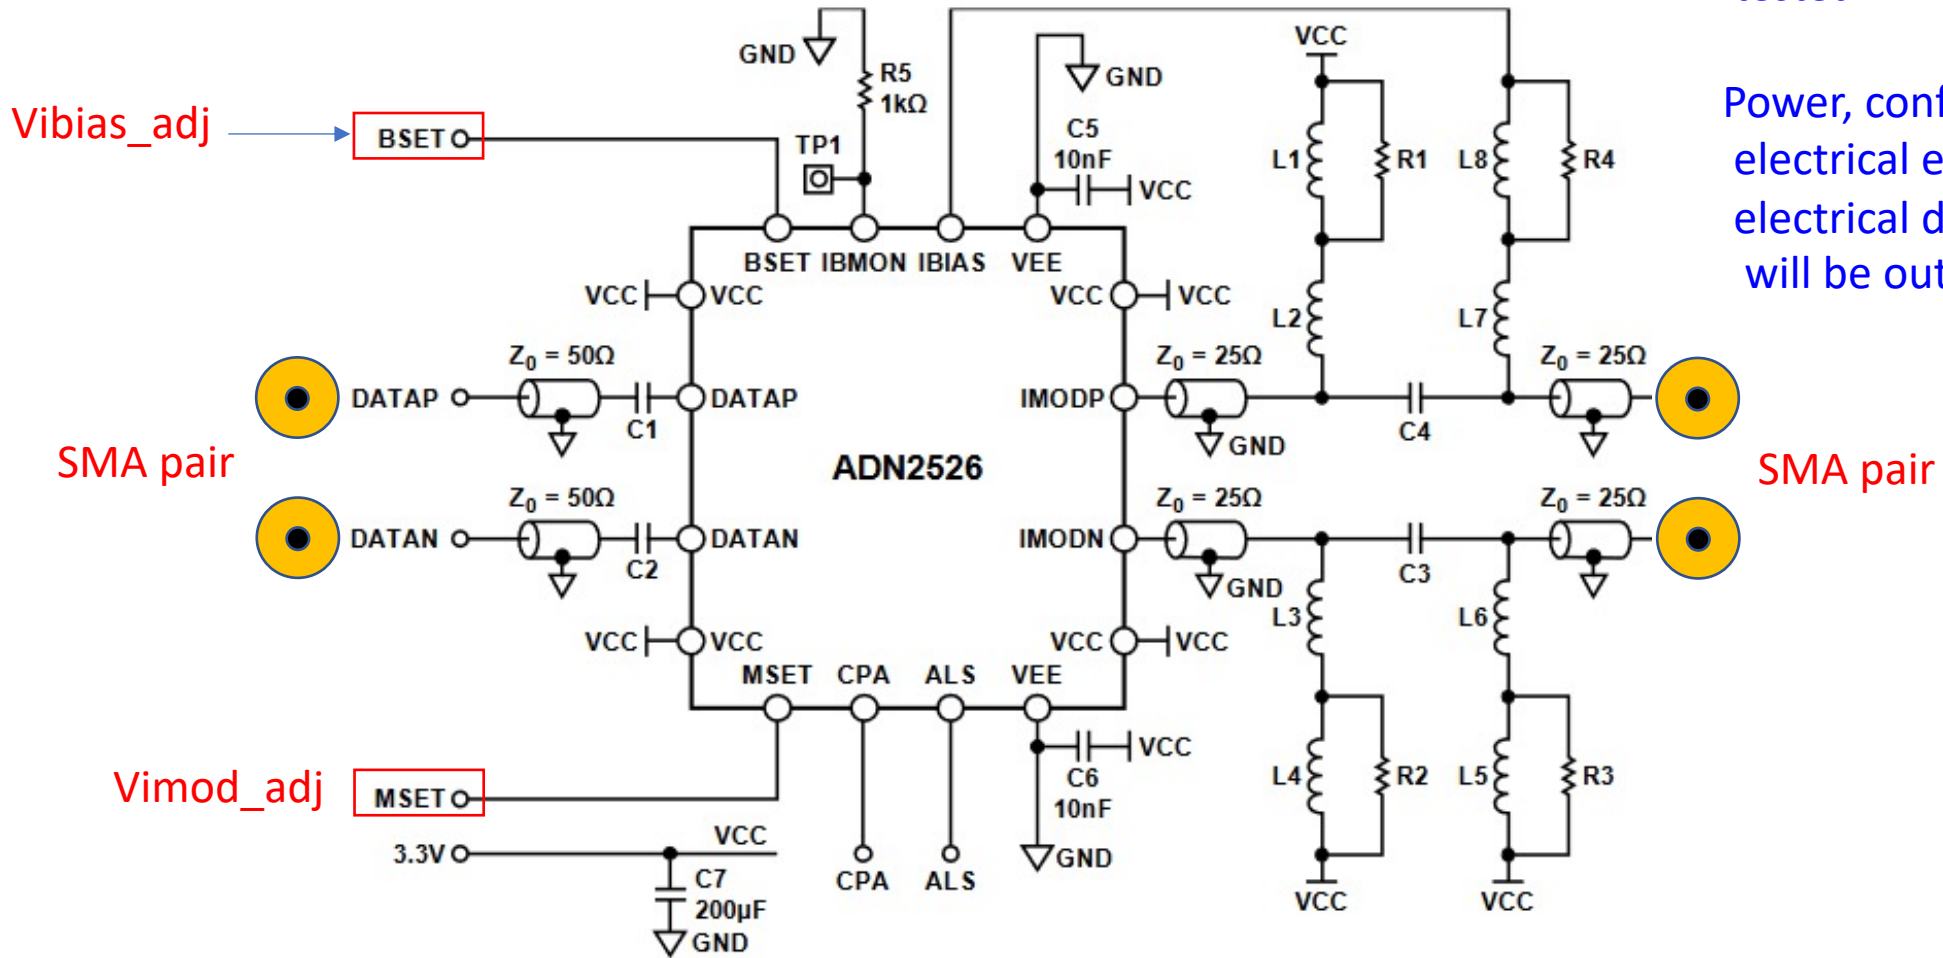 VCC
GND
R5
1kΩ
GND
Vibias_adj
BSET
TP1
C5
10nF
VCC
L1
R1
L8
R4
Power,
electrical
electrical
will be
BSET IBMON IBIAS VEE
VCC
VCC
VCC
VCC
L2
L7
Z0 = 50Ω
Z0 = 25Ω
Z0 = 25Ω
DATAP
C1
DATAP
IMODP
GND
C4
SMA pair
ADN2526
SMA pair
Z0 = 50Ω
Z0 = 25Ω
Z0 = 25Ω
DATAN
C2
DATAN
IMODN
GND
C3
L3
L6
VCC
VCC
VCC
VCC
MSET CPA ALS VEE
VCC
C6
10nF
L4
R2
L5
R3
Vimod_adj
MSET
3.3V
VCC
GND
CPA
ALS
C7
200µF
GND
VCC
VCC